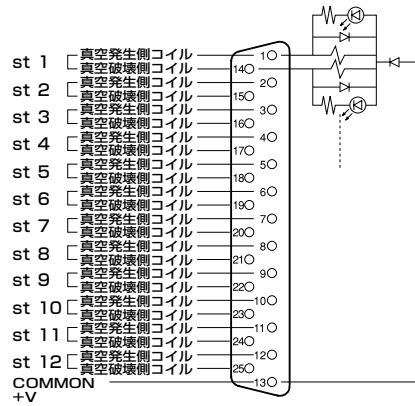 st 1 真空発生側コイル 1
真空破壊側コイル 14
st 2 真空発生側コイル 2
真空破壊側コイル 15
st 3 真空発生側コイル 3
真空破壊側コイル 16
st 4 真空発生側コイル 4
真空破壊側コイル 17
st 5 真空発生側コイル 5
真空破壊側コイル 18
st 6 真空発生側コイル 6
真空破壊側コイル 19
st 7 真空発生側コイル 7
真空破壊側コイル 20
st 8 真空発生側コイル 8
真空破壊側コイル 21
st 9 真空発生側コイル 9
真空破壊側コイル 22
st 10 真空発生側コイル 10
真空破壊側コイル 23
st 11 真空発生側コイル 11
真空破壊側コイル 24
st 12 真空発生側コイル 12
真空破壊側コイル 25
COMMON 13
+V